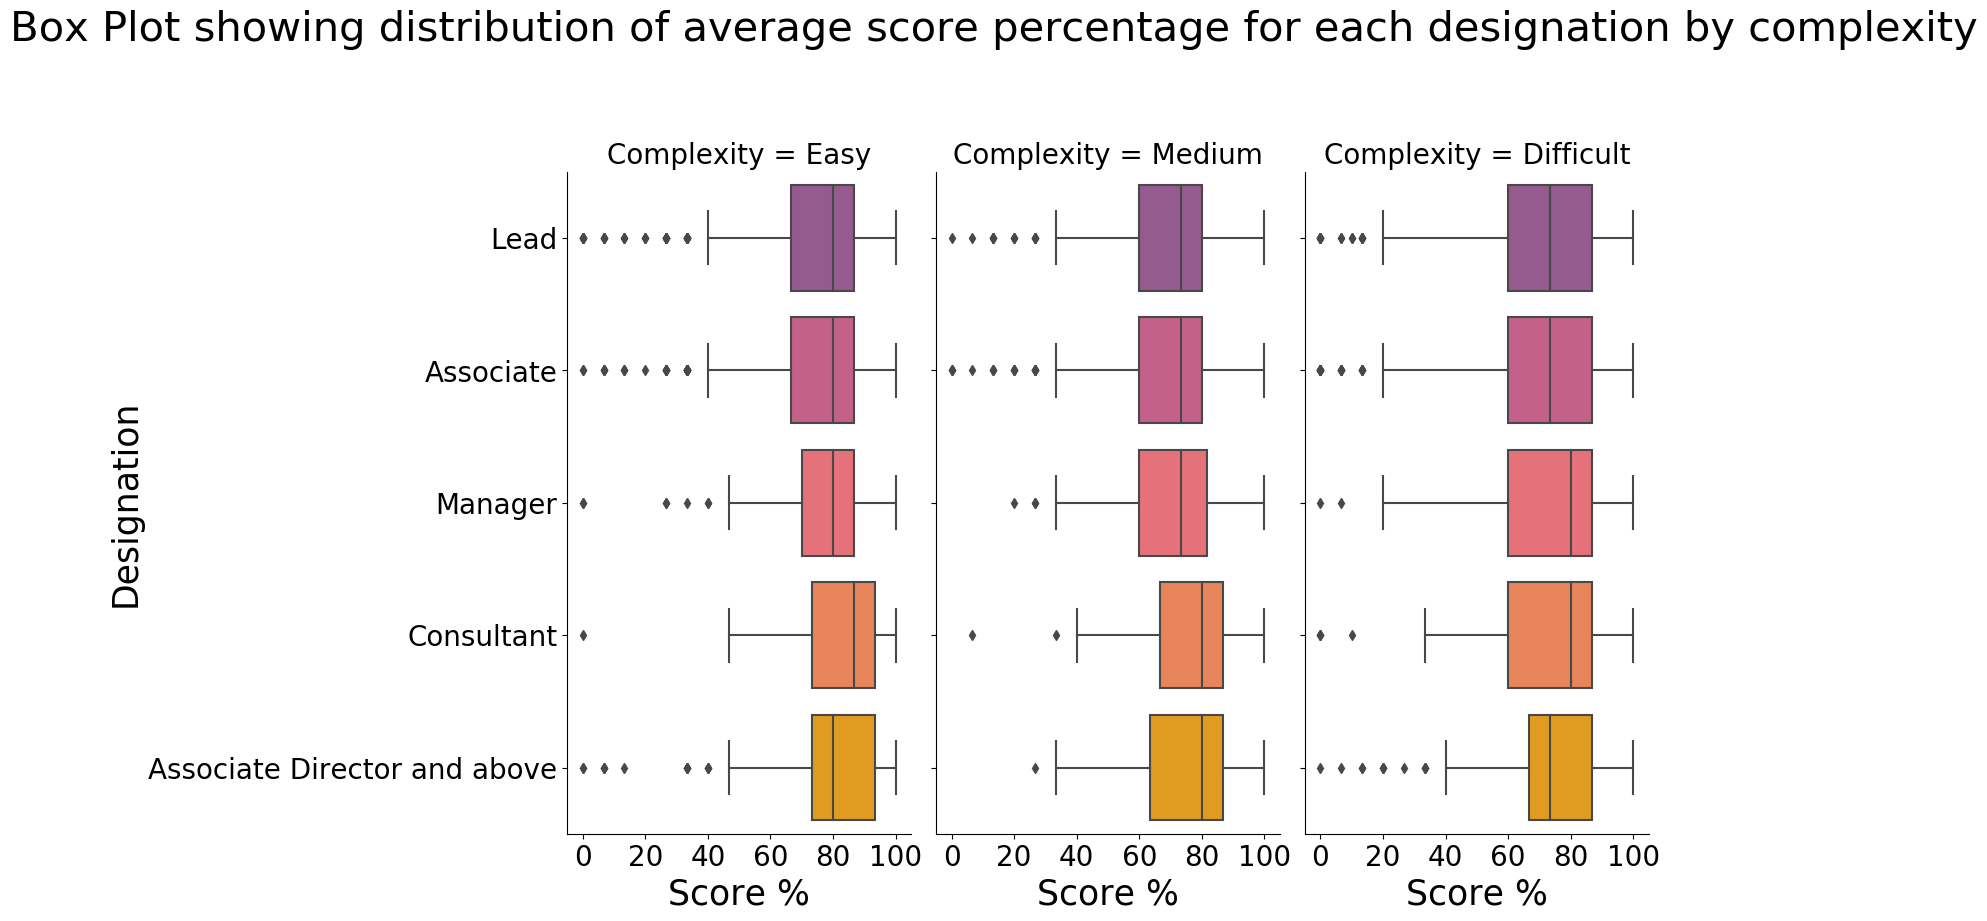 Box Plot showing distribution of average score percentage for each designation by complexity
Complexity = Easy
Complexity = Medium
Complexity = Difficult
Designation
Lead
Associate
Manager
Consultant
Associate Director and above
0 20 40 60 80 100
0 20 40 60 80 100
0 20 40 60 80 100
Score %
Score %
Score %